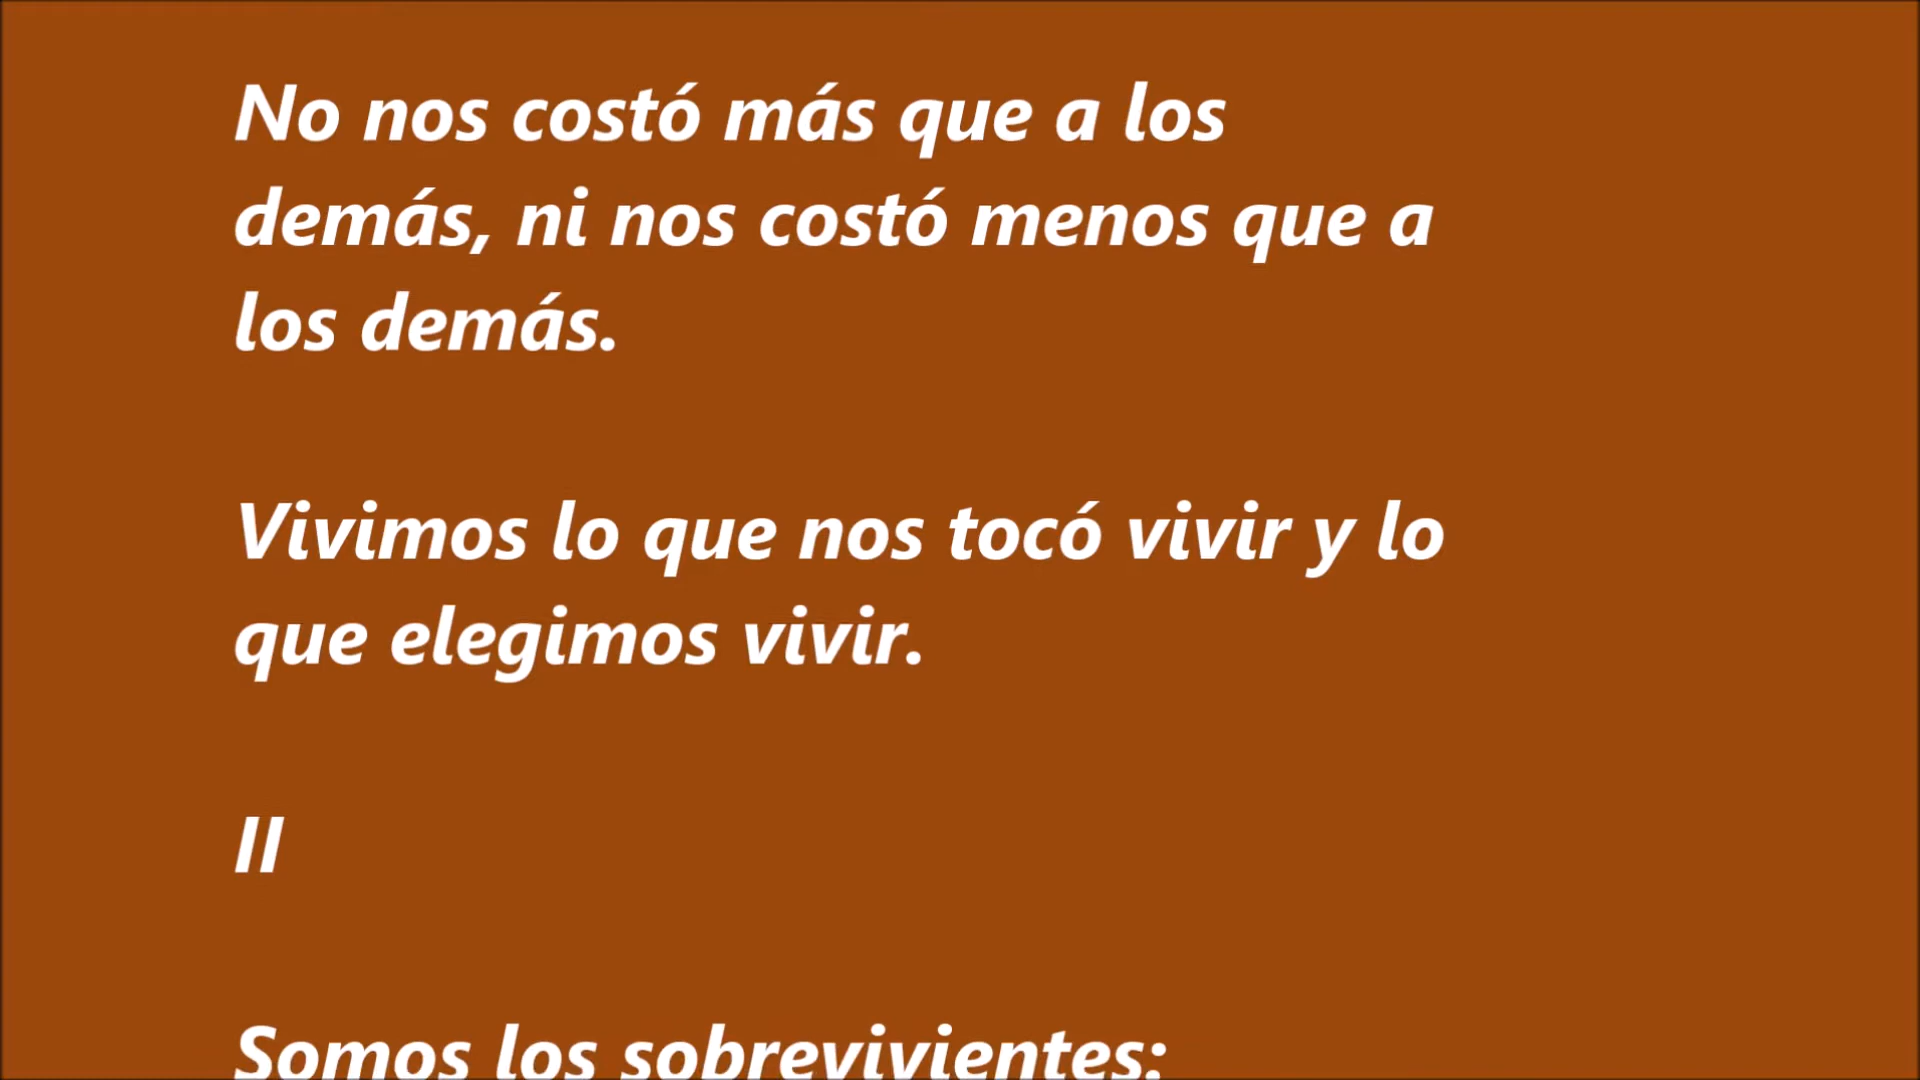 No nos costó más que a los
demás, ni nos costó menos que a
los demás.
Vivimos lo que nos tocó vivir y lo
que elegimos vivir.
II
Somos los sobrevivientes: